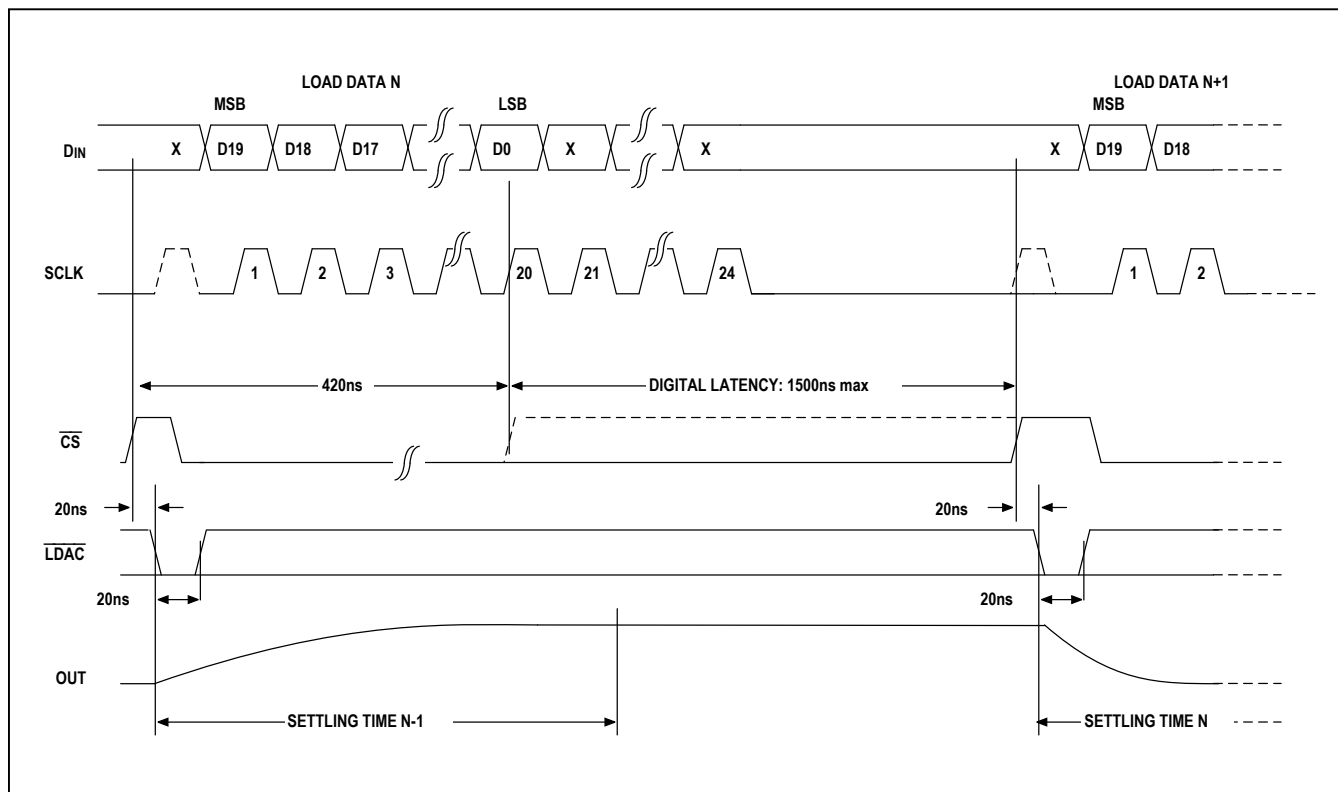 LOAD DATA N LOAD DATA N+1
MSB LSB MSB
DIN X D19 D18 D17 D0 X X X D19 D18
SCLK 1 2 3 20 21 24 1 2
420ns DIGITAL LATENCY: 1500ns max
CS
20ns 20ns
LDAC
20ns 20ns
OUT
SETTLING TIME N-1 SETTLING TIME N